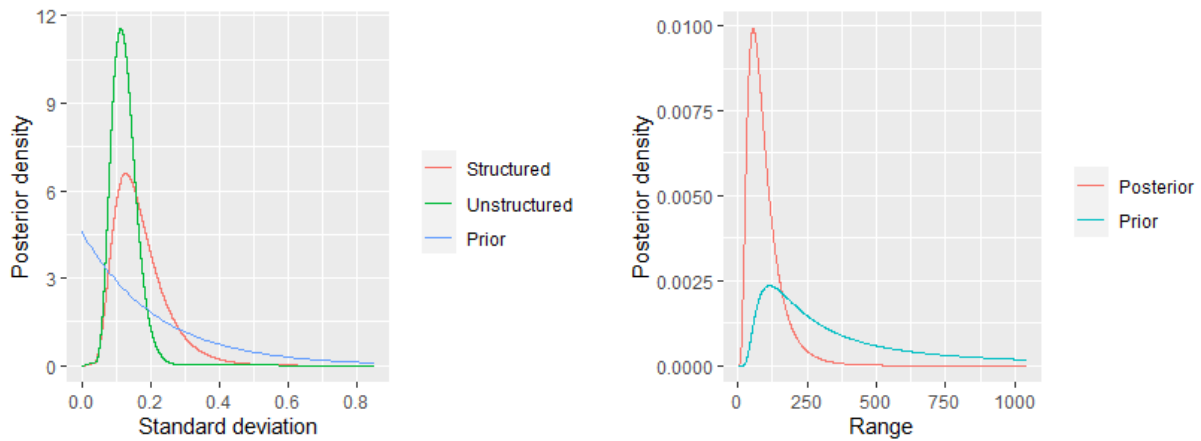 12
9
6
3
0
Posterior density
0.0 0.2 0.4 0.6 0.8
Standard deviation
Structured
Unstructured
Prior
0.0100
0.0075
0.0050
0.0025
0.0000
Posterior density
0 250 500 750 1000
Range
Posterior
Prior